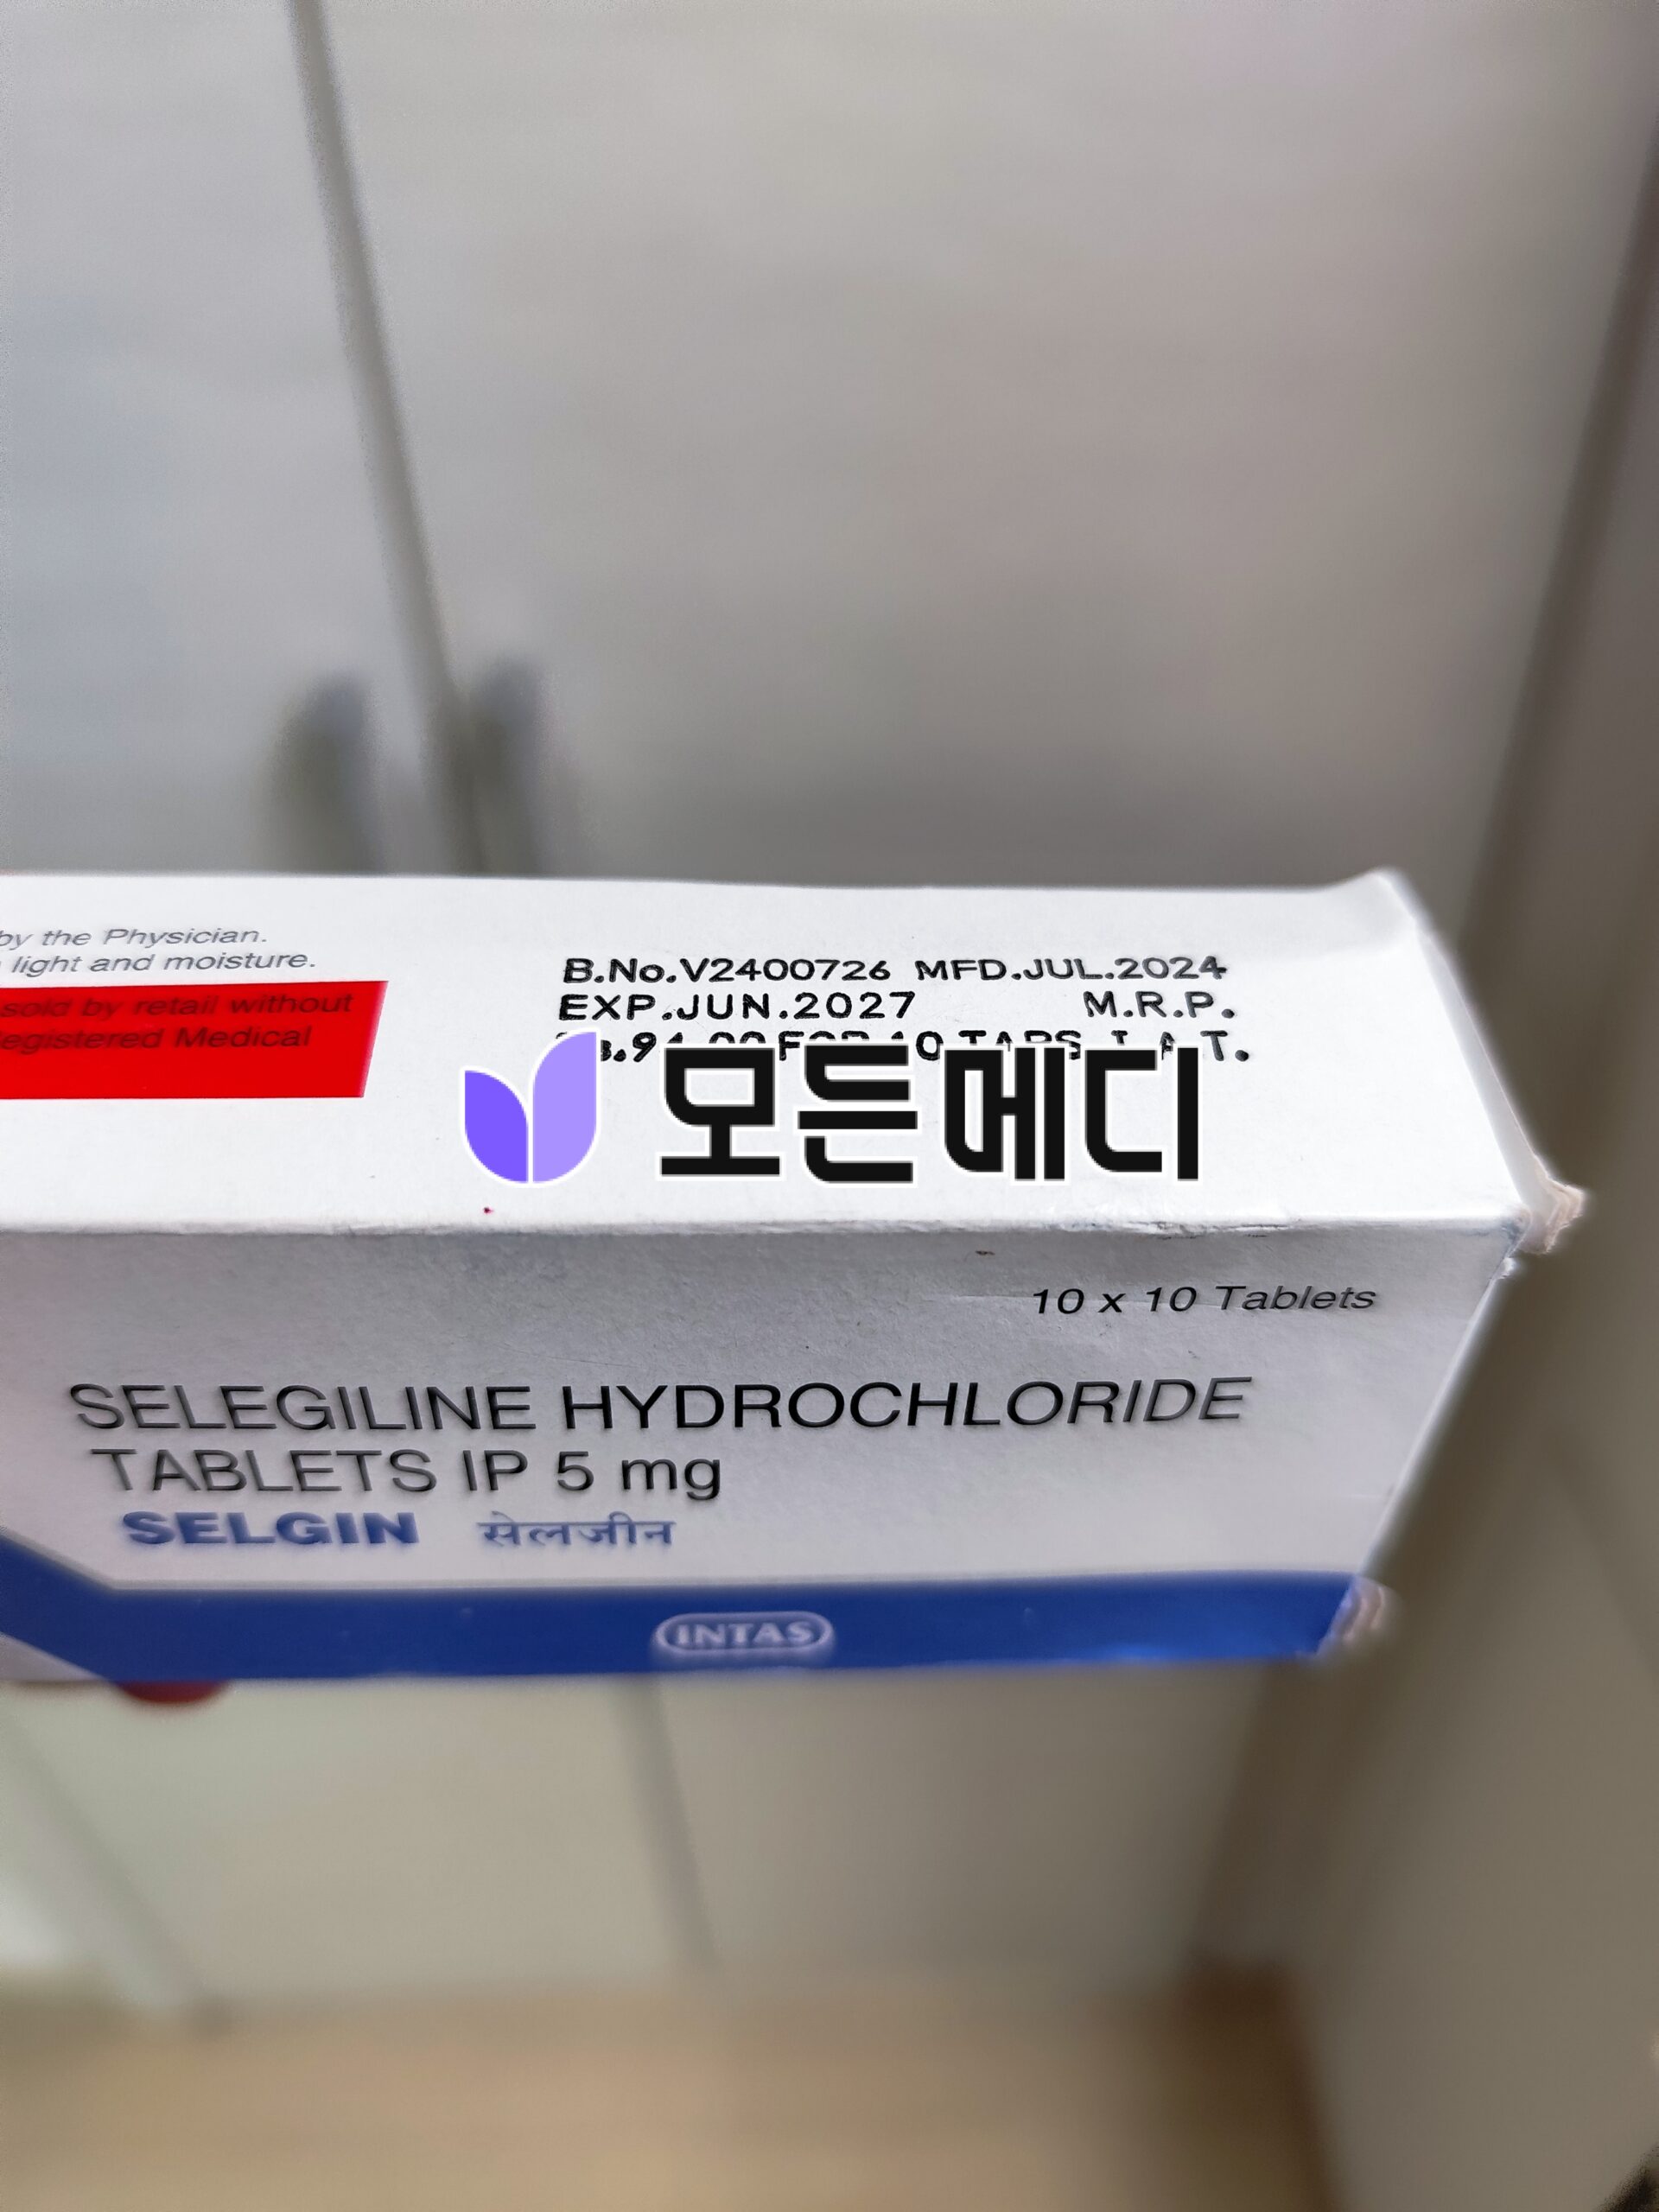 by the Physician.
light and moisture.
sold by retail without
Registered Medical
B.No.V2400726 MFD.JUL.2024
EXP.JUN.2027 M.R.P.
모든메디
10 x 10 Tablets
SELEGILINE HYDROCHLORIDE
TABLETS IP 5 mg
SELGIN सेलजीन
INTAS